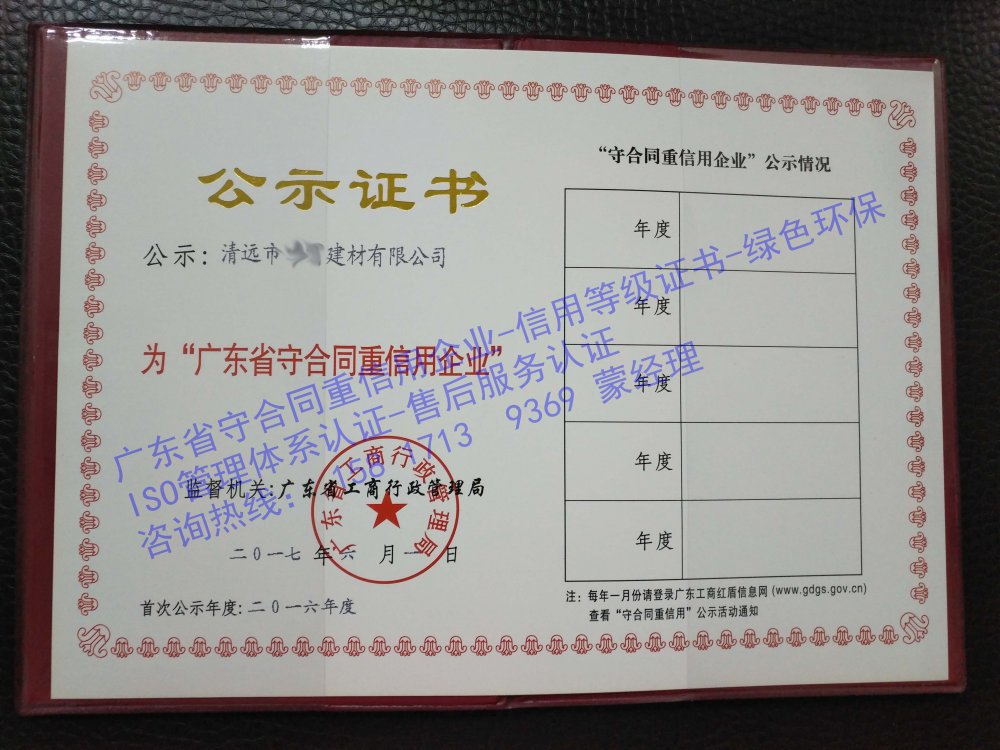 公示证书
公示：清远市 建材有限公司
为“广东省守合同重信用企业”
监督机关：广东省工商行政管理局
广东省工商行政管理局
二〇一七年六月一日
首次公示年度：二〇一六年度
“守合同重信用企业”公示情况
年度
年度
年度
年度
年度
注：每年一月份请登录广东工商红盾信息网 (www.gdgs.gov.cn)
查看“守合同重信用”公示活动通知
广东省守合同重信用企业-信用等级证书-绿色环保
ISO管理体系认证-售后服务认证
咨询热线： 158 1713 9369 蒙经理